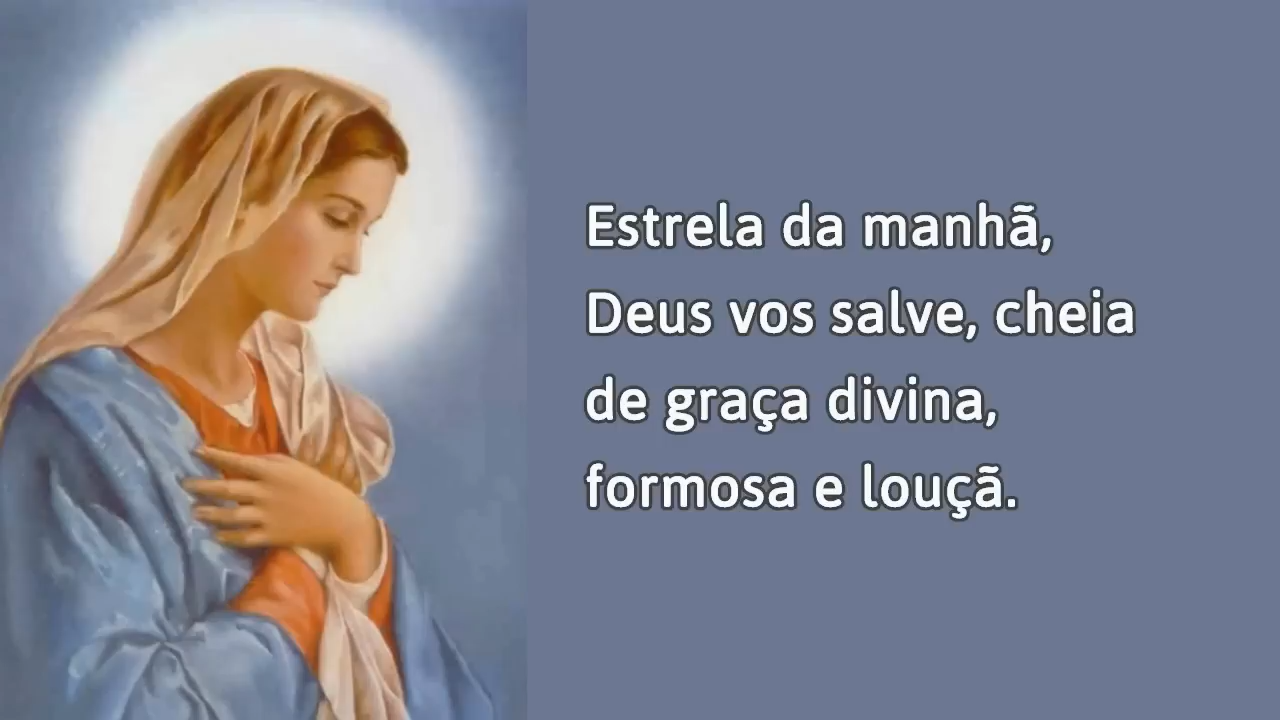 Estrela da manhã,
Deus vos salve, cheia
de graça divina,
formosa e louçã.